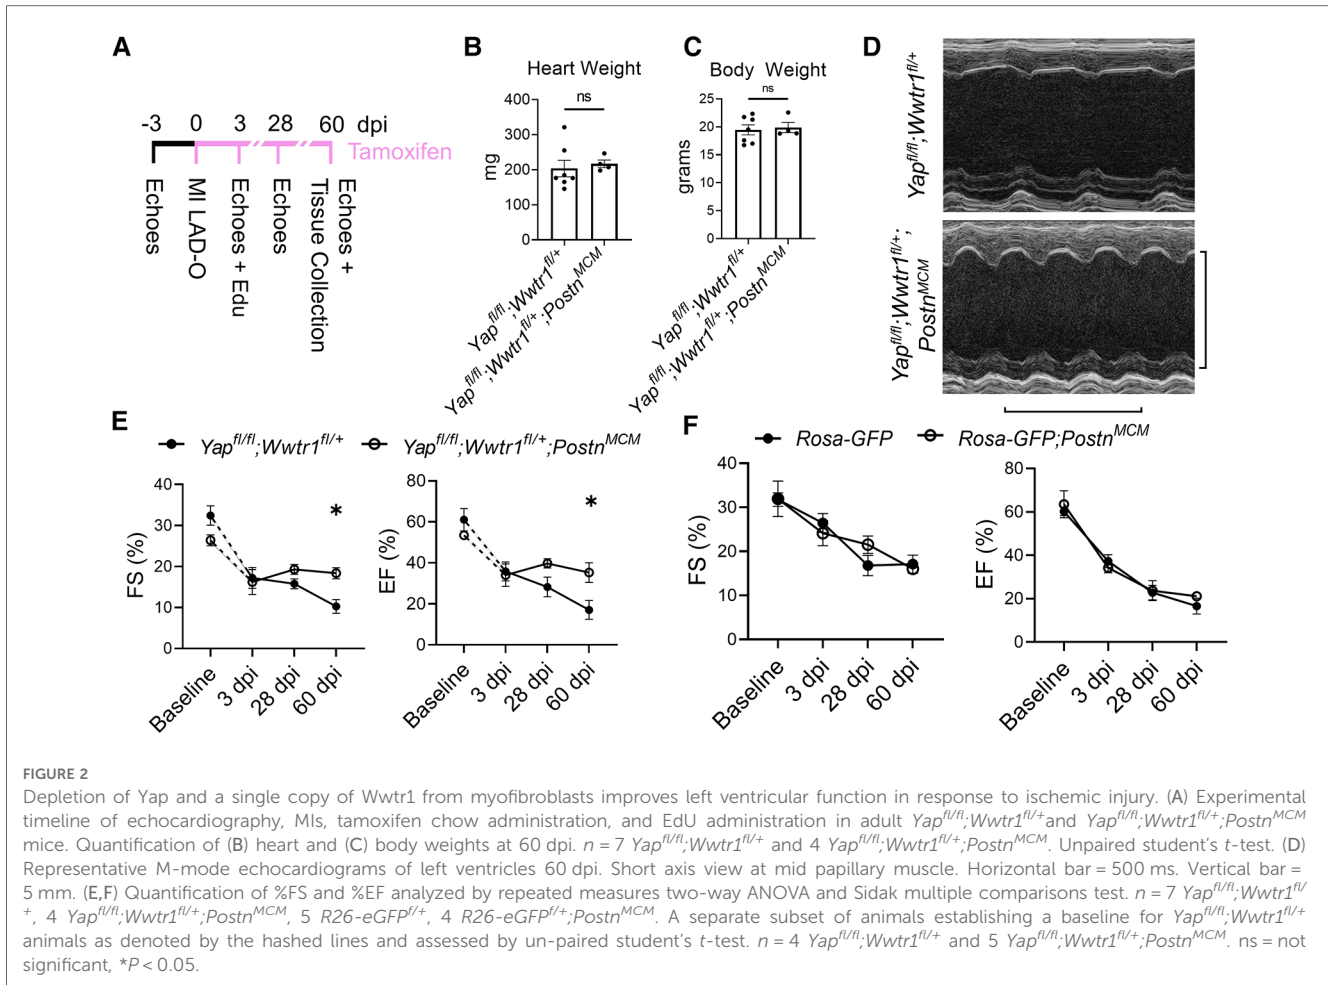 A
-3 0 3 28 60 dpi
Tamoxifen
Echoes
MI LAD-O
Echoes + Edu
Echoes
Tissue Collection
Echoes +
B
Heart Weight
ns
400
300
200
100
0
mg
Yap^fl/fl;Wwtr1^fl/+
Yap^fl/fl;Wwtr1^fl/+;Postn^MCM
C
Body Weight
ns
25
20
15
10
5
0
grams
Yap^fl/fl;Wwtr1^fl/+
Yap^fl/fl;Wwtr1^fl/+;Postn^MCM
D
Yap^fl/fl;Wwtr1^fl/+
Yap^fl/fl;Wwtr1^fl/+;
Postn^MCM
E
Yap^fl/fl;Wwtr1^fl/+ Yap^fl/fl;Wwtr1^fl/+;Postn^MCM
40
30
20
10
0
FS (%)
*
Baseline 3 dpi 28 dpi 60 dpi
80
60
40
20
0
EF (%)
*
Baseline 3 dpi 28 dpi 60 dpi
F
Rosa-GFP Rosa-GFP;Postn^MCM
40
30
20
10
0
FS (%)
Baseline 3 dpi 28 dpi 60 dpi
80
60
40
20
0
EF (%)
Baseline 3 dpi 28 dpi 60 dpi
FIGURE 2
Depletion of Yap and a single copy of Wwtr1 from myofibroblasts improves left ventricular function in response to ischemic injury. (A) Experimental
timeline of echocardiography, MIs, tamoxifen chow administration, and EdU administration in adult Yap^fl/fl;Wwtr1^fl/+and Yap^fl/fl;Wwtr1^fl/+;Postn^MCM
mice. Quantification of (B) heart and (C) body weights at 60 dpi. n = 7 Yap^fl/fl;Wwtr1^fl/+ and 4 Yap^fl/fl;Wwtr1^fl/+;Postn^MCM. Unpaired student's t-test. (D)
Representative M-mode echocardiograms of left ventricles 60 dpi. Short axis view at mid papillary muscle. Horizontal bar = 500 ms. Vertical bar =
5 mm. (E,F) Quantification of %FS and %EF analyzed by repeated measures two-way ANOVA and Sidak multiple comparisons test. n = 7 Yap^fl/fl;Wwtr1^fl/
^+, 4 Yap^fl/fl;Wwtr1^fl/+;Postn^MCM, 5 R26-eGFP^f/+, 4 R26-eGFP^f/+;Postn^MCM. A separate subset of animals establishing a baseline for Yap^fl/fl;Wwtr1^fl/+
animals as denoted by the hashed lines and assessed by un-paired student's t-test. n = 4 Yap^fl/fl;Wwtr1^fl/+ and 5 Yap^fl/fl;Wwtr1^fl/+;Postn^MCM. ns = not
significant, *P < 0.05.